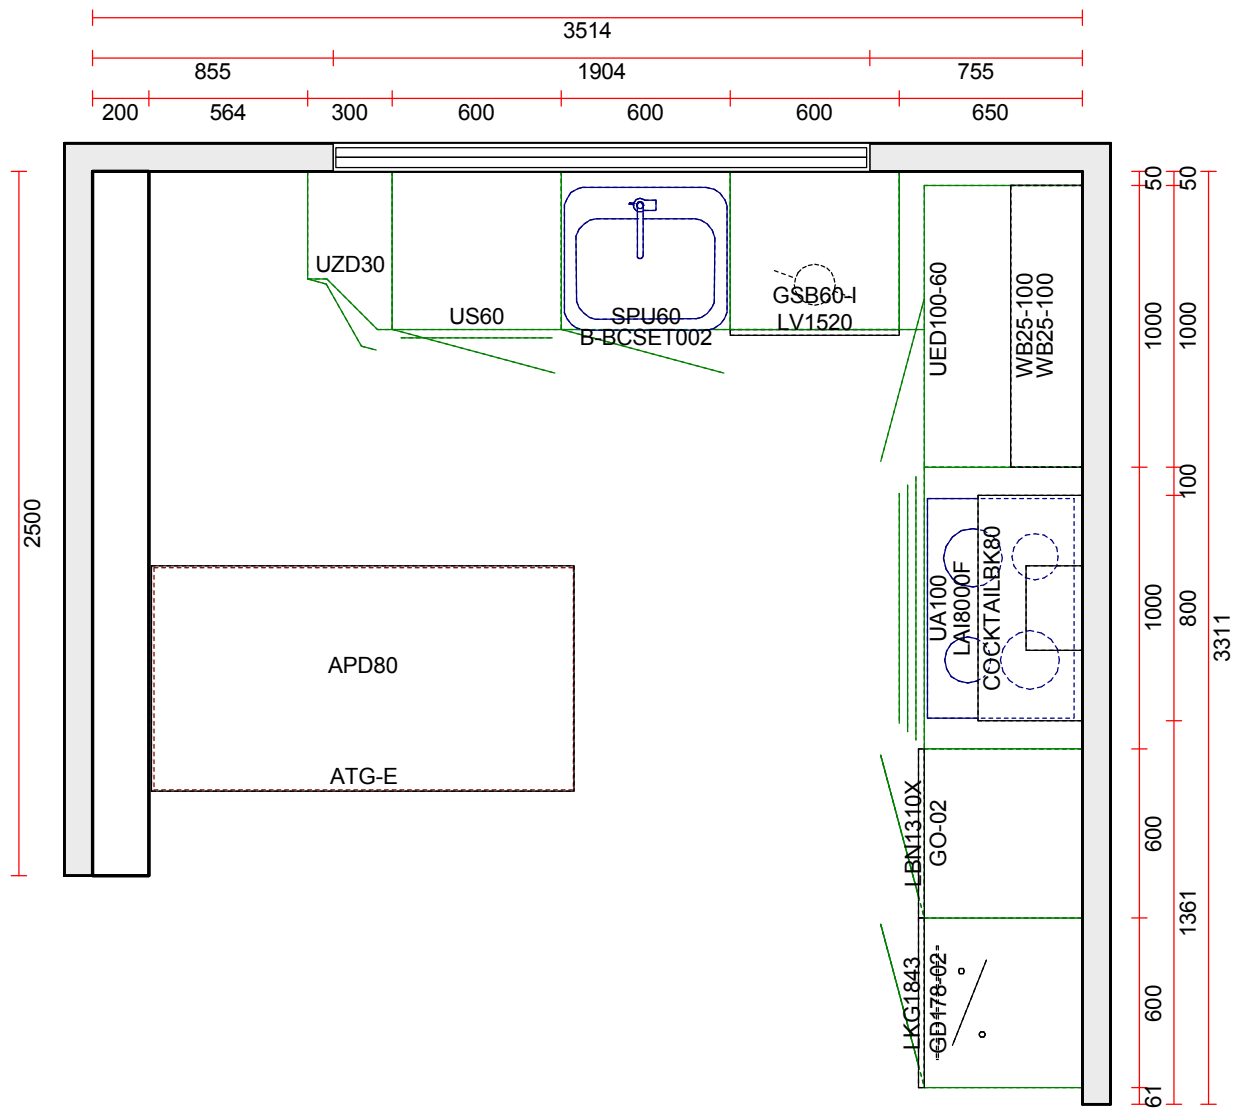 3514
855
1904
755
200
564
300
600
600
600
650
50
50
UZD30
US60
SPU60
B-BCSET002
GSB60-I
LV1520
UED100-60
WB25-100
WB25-100
1000
1000
2500
100
UA100
LAI8000F
COCKTAILBK80
1000
800
3311
APD80
ATG-E
LBN1310X
GO-02
600
1361
LKG1843
GD178-02
600
61